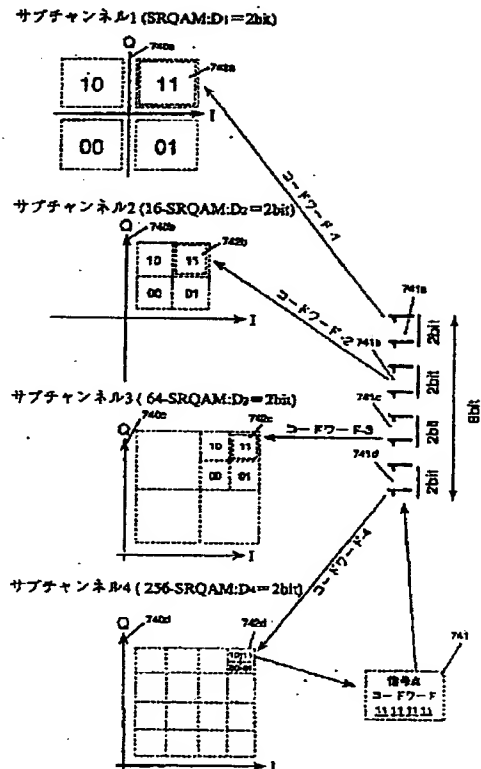 サブチャンネル1 (SRQAM:D1=2bit)
Q
740a
742a
10 11
I
00 01
サブチャンネル2 (16-SRQAM:D2=2bit)
Q
740b
742b
10 11
00 01
I
コードワード-1
コードワード-2
741a
2bit
741b
2bit
8bit
サブチャンネル3 ( 64-SRQAM:D3=2bit)
Q
740c
742c
10 11
00 01
I
コードワード-3
741c
2bit
741d
2bit
コードワード-4
サブチャンネル4 ( 256-SRQAM:D4=2bit)
Q
740d
742d
10 11
00 01
I
741
信号点
コードワード
11 11 11 11